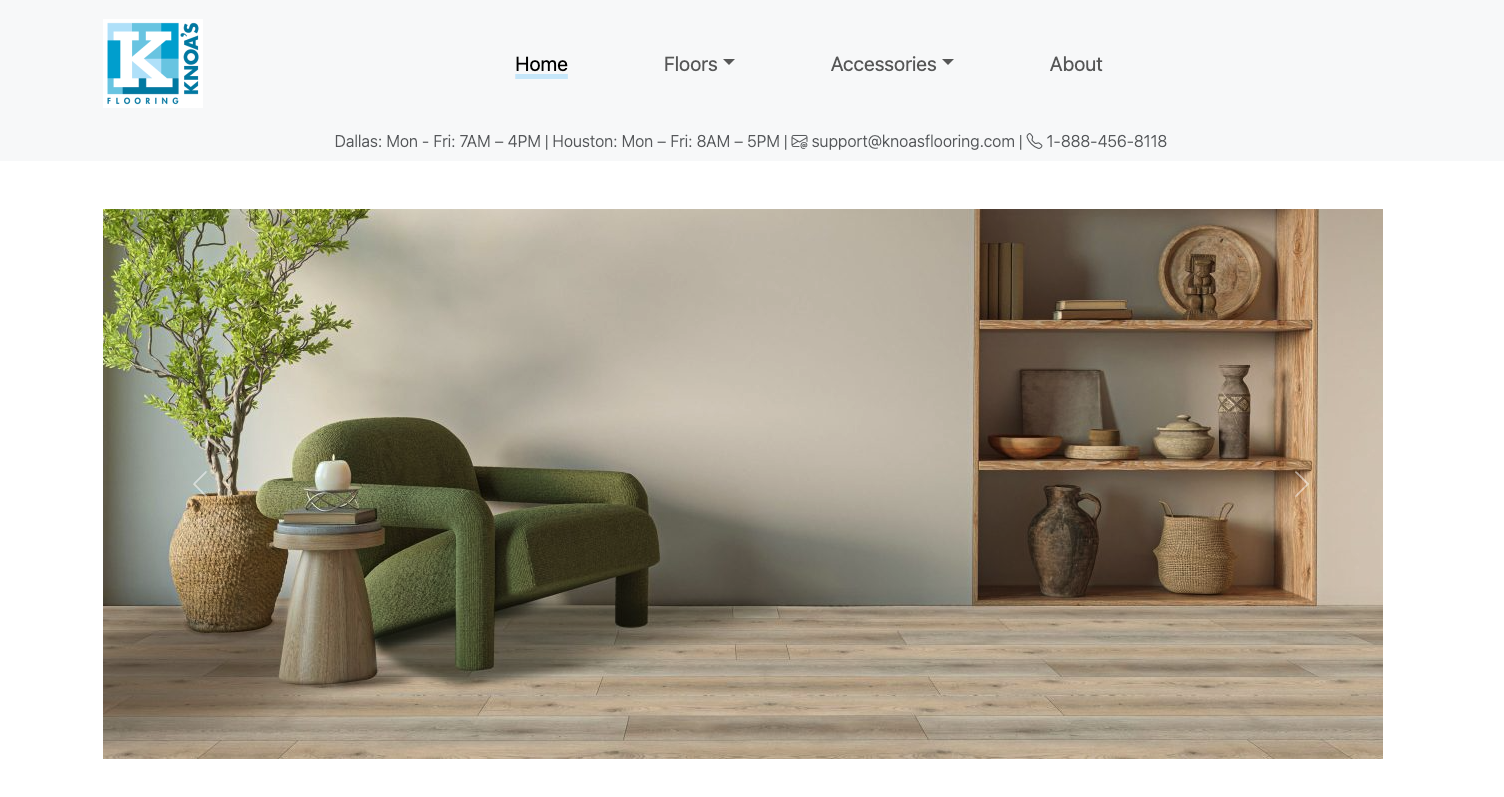 K
KNOA'S
FLOORING
Home Floors Accessories About
Dallas: Mon - Fri: 7AM – 4PM | Houston: Mon – Fri: 8AM – 5PM | support@knoasflooring.com | 1-888-456-8118